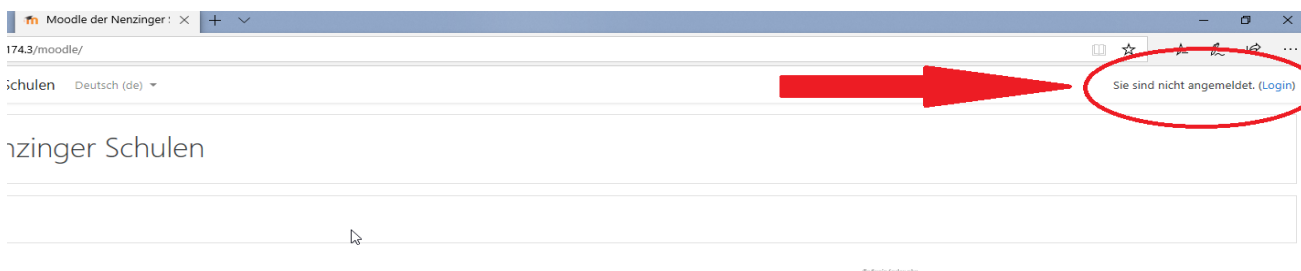 Moodle der Nenzinger S
174.3/moodle/
Schulen Deutsch (de)
Sie sind nicht angemeldet. (Login)
nzinger Schulen